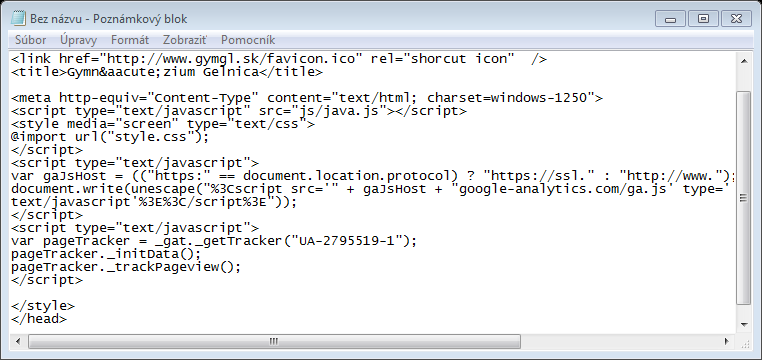 Bez názvu - Poznámkový blok
Súbor Úpravy Formát Zobraziť Pomocník
<link href="http://www.gymgl.sk/favicon.ico" rel="shorcut icon"  />
<title>Gymn&aacute;zium Gelnica</title>

<meta http-equiv="Content-Type" content="text/html; charset=windows-1250">
<script type="text/javascript" src="js/java.js"></script>
<style media="screen" type="text/css">
@import url("style.css");
</script>
<script type="text/javascript">
var gaJsHost = (("https:" == document.location.protocol) ? "https://ssl." : "http://www.");
document.write(unescape("%3Cscript src='" + gaJsHost + "google-analytics.com/ga.js' type='
text/javascript'%3E%3C/script%3E"));
</script>
<script type="text/javascript">
var pageTracker = _gat._getTracker("UA-2795519-1");
pageTracker._initData();
pageTracker._trackPageview();
</script>

</style>
</head>